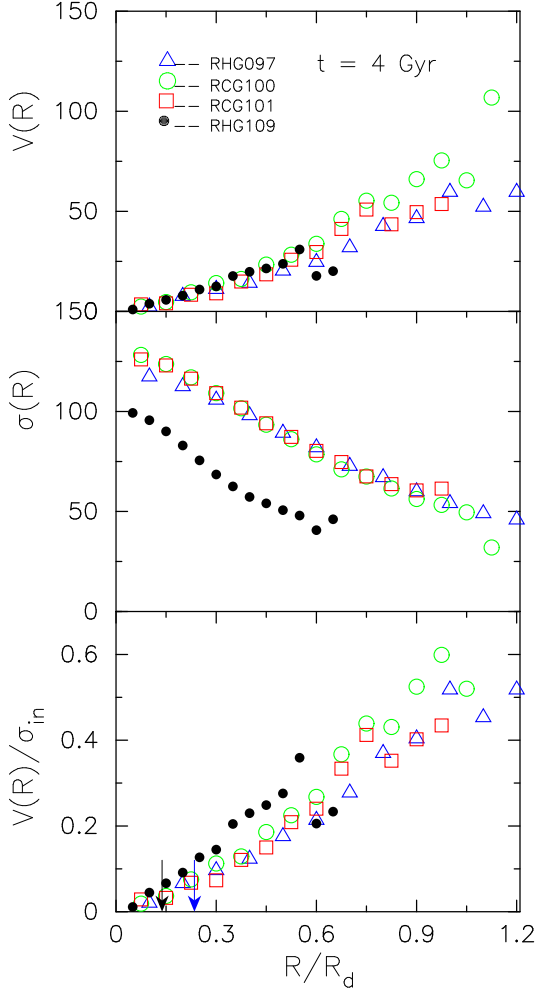 150
100
50
V(R)
RHG097
RCG100
RCG101
RHG109
t = 4 Gyr
150
100
50
0
σ(R)
0.6
0.4
0.2
0
V(R)/σ_in
0 0.3 0.6 0.9 1.2
R/R_d